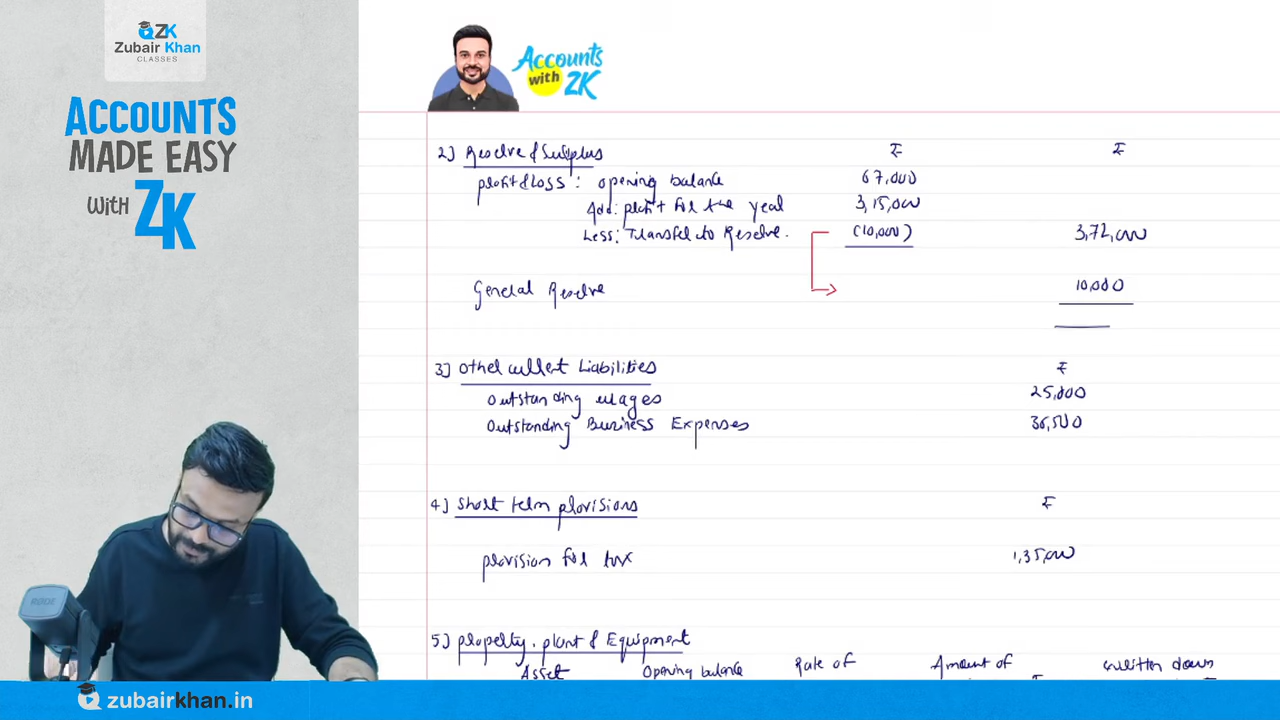 ZK
Zubair Khan
CLASSES
ACCOUNTS
MADE EASY
with ZK
Accounts
with
ZK
2] Reserve & Surplus ₹ ₹
profit & Loss : opening balance 67,000
Add: profit for the year 3,15,000
Less: Transfer to Reserve. (10,000) 3,72,000
General Reserve 10,000
3] other current Liabilities ₹
outstanding wages 25,000
outstanding Business Expenses 36,500
4] short term provisions ₹
provision for tax 1,35,000
5] property, plant & Equipment
Asset Opening balance Rate of Amount of written down
RODE
zubairkhan.in